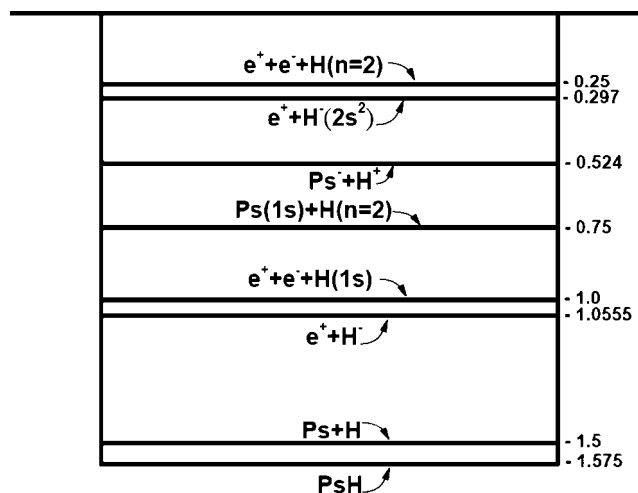 e⁺+e⁻+H(n=2)
- 0.25
- 0.297
e⁺+H⁻(2s²)
- 0.524
Ps⁻+H⁺
Ps(1s)+H(n=2)
- 0.75
e⁺+e⁻+H(1s)
- 1.0
- 1.0555
e⁺+H⁻
Ps+H
- 1.5
- 1.575
PsH